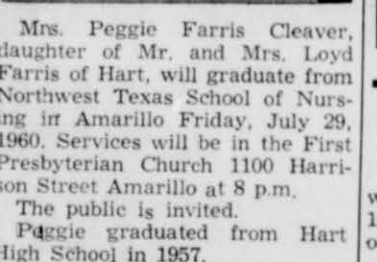 Mrs. Peggie Farris Cleaver,
daughter of Mr. and Mrs. Loyd
Farris of Hart, will graduate from
Northwest Texas School of Nurs-
ing in Amarillo Friday, July 29,
1960. Services will be in the First
Presbyterian Church 1100 Harri-
son Street Amarillo at 8 p.m.
The public is invited.
Peggie graduated from Hart
High School in 1957.